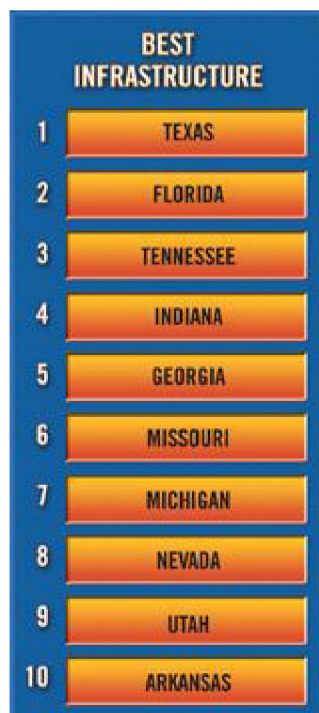 BEST
INFRASTRUCTURE
1 TEXAS
2 FLORIDA
3 TENNESSEE
4 INDIANA
5 GEORGIA
6 MISSOURI
7 MICHIGAN
8 NEVADA
9 UTAH
10 ARKANSAS